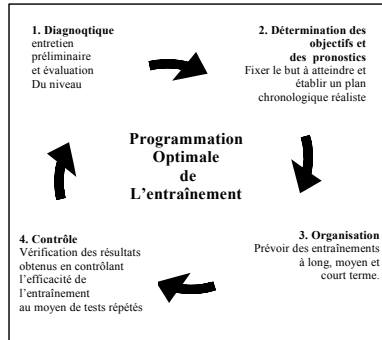 1. Diagnoqtique
entretien
préliminaire
et évaluation
Du niveau
2. Détermination des
objectifs et
des pronostics
Fixer le but à atteindre et
établir un plan
chronologique réaliste
Programmation
Optimale
de
L'entraînement
3. Organisation
Prévoir des entraînements
à long, moyen et
court terme.
4. Contrôle
Vérification des résultats
obtenus en contrôlant
l'efficacité de
l'entraînement
au moyen de tests répétés